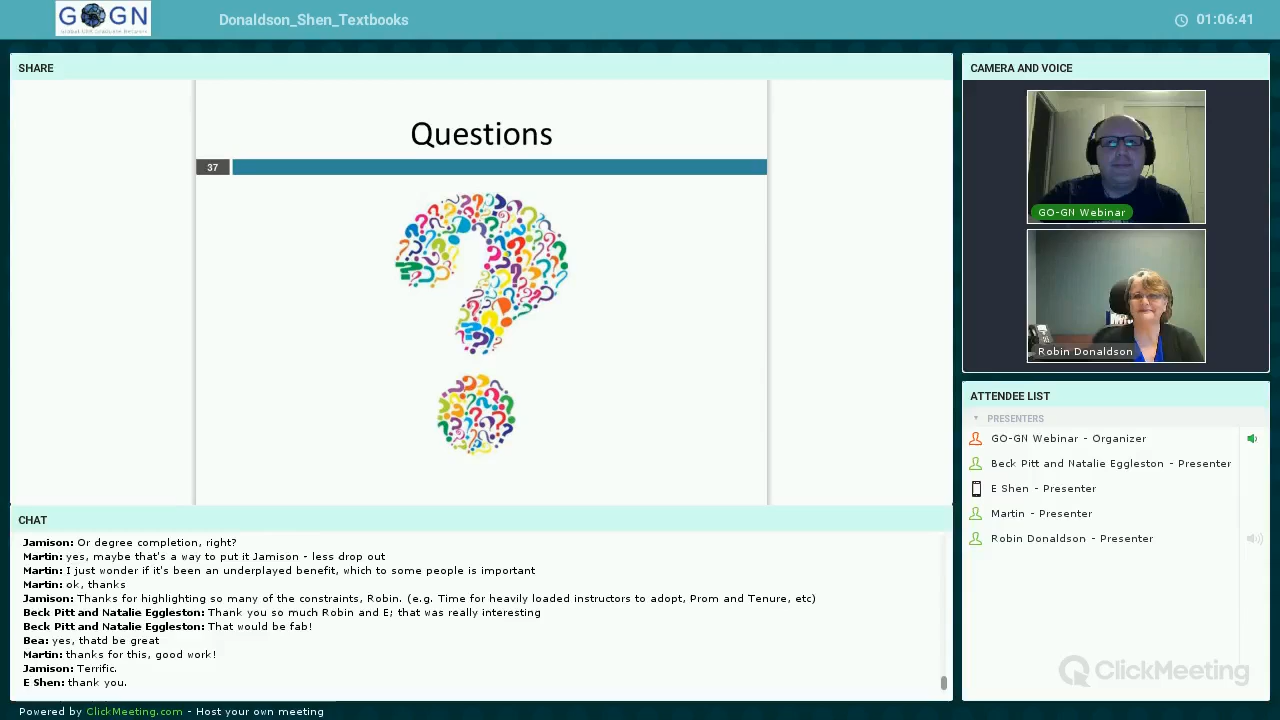 GOGN
Donaldson_Shen_Textbooks
01:06:41
SHARE
Questions
37
CHAT
Jamison: Or degree completion, right?
Martin: yes, maybe that's a way to put it Jamison - less drop out
Martin: I just wonder if it's been an underplayed benefit, which to some people is important
Martin: ok, thanks
Jamison: Thanks for highlighting so many of the constraints, Robin. (e.g. Time for heavily loaded instructors to adopt, Prom and Tenure, etc)
Beck Pitt and Natalie Eggleston: Thank you so much Robin and E; that was really interesting
Beck Pitt and Natalie Eggleston: That would be fab!
Bea: yes, thatd be great
Martin: thanks for this, good work!
Jamison: Terrific.
E Shen: thank you.
CAMERA AND VOICE
GO-GN Webinar
Robin Donaldson
ATTENDEE LIST
PRESENTERS
GO-GN Webinar - Organizer
Beck Pitt and Natalie Eggleston - Presenter
E Shen - Presenter
Martin - Presenter
Robin Donaldson - Presenter
ClickMeeting
Powered by ClickMeeting.com - Host your own meeting